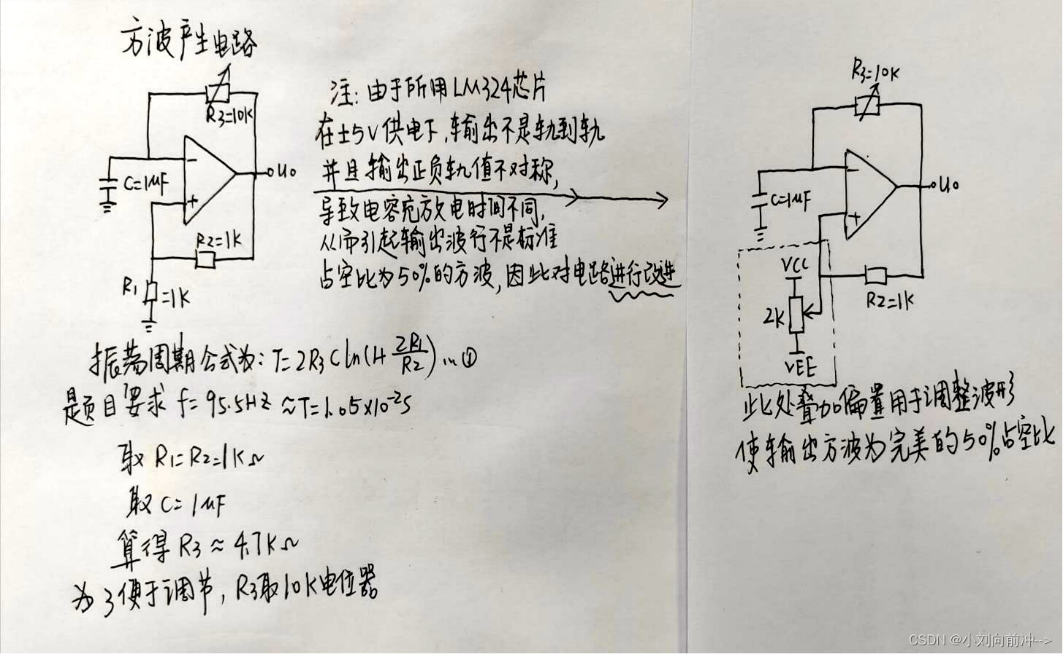 方波产生电路
R3=10K
C=1μF
-
+
U0
R2=1K
R1
=1K
注:由于所用LM324芯片
在±5V供电下,输出不是轨到轨
并且输出正负轨值不对称,
导致电容充放电时间不同,
从而引起输出波行不是标准
占空比为50%的方波,因此对电路进行改进
振荡周期公式为:T=2R3Cln(1+2R1/R2)...①
题目要求 f=95.5HZ ≈T=1.05×10⁻²s
取 R1=R2=1KΩ
取 C=1μF
算得 R3≈4.7KΩ
为了便于调节,R3取10K电位器
R3=10K
C=1μF
-
+
U0
R2=1K
VCC
2K
VEE
此处叠加偏置用于调整波形
使输出方波为完美的50%占空比
CSDN @小刘向前冲-->